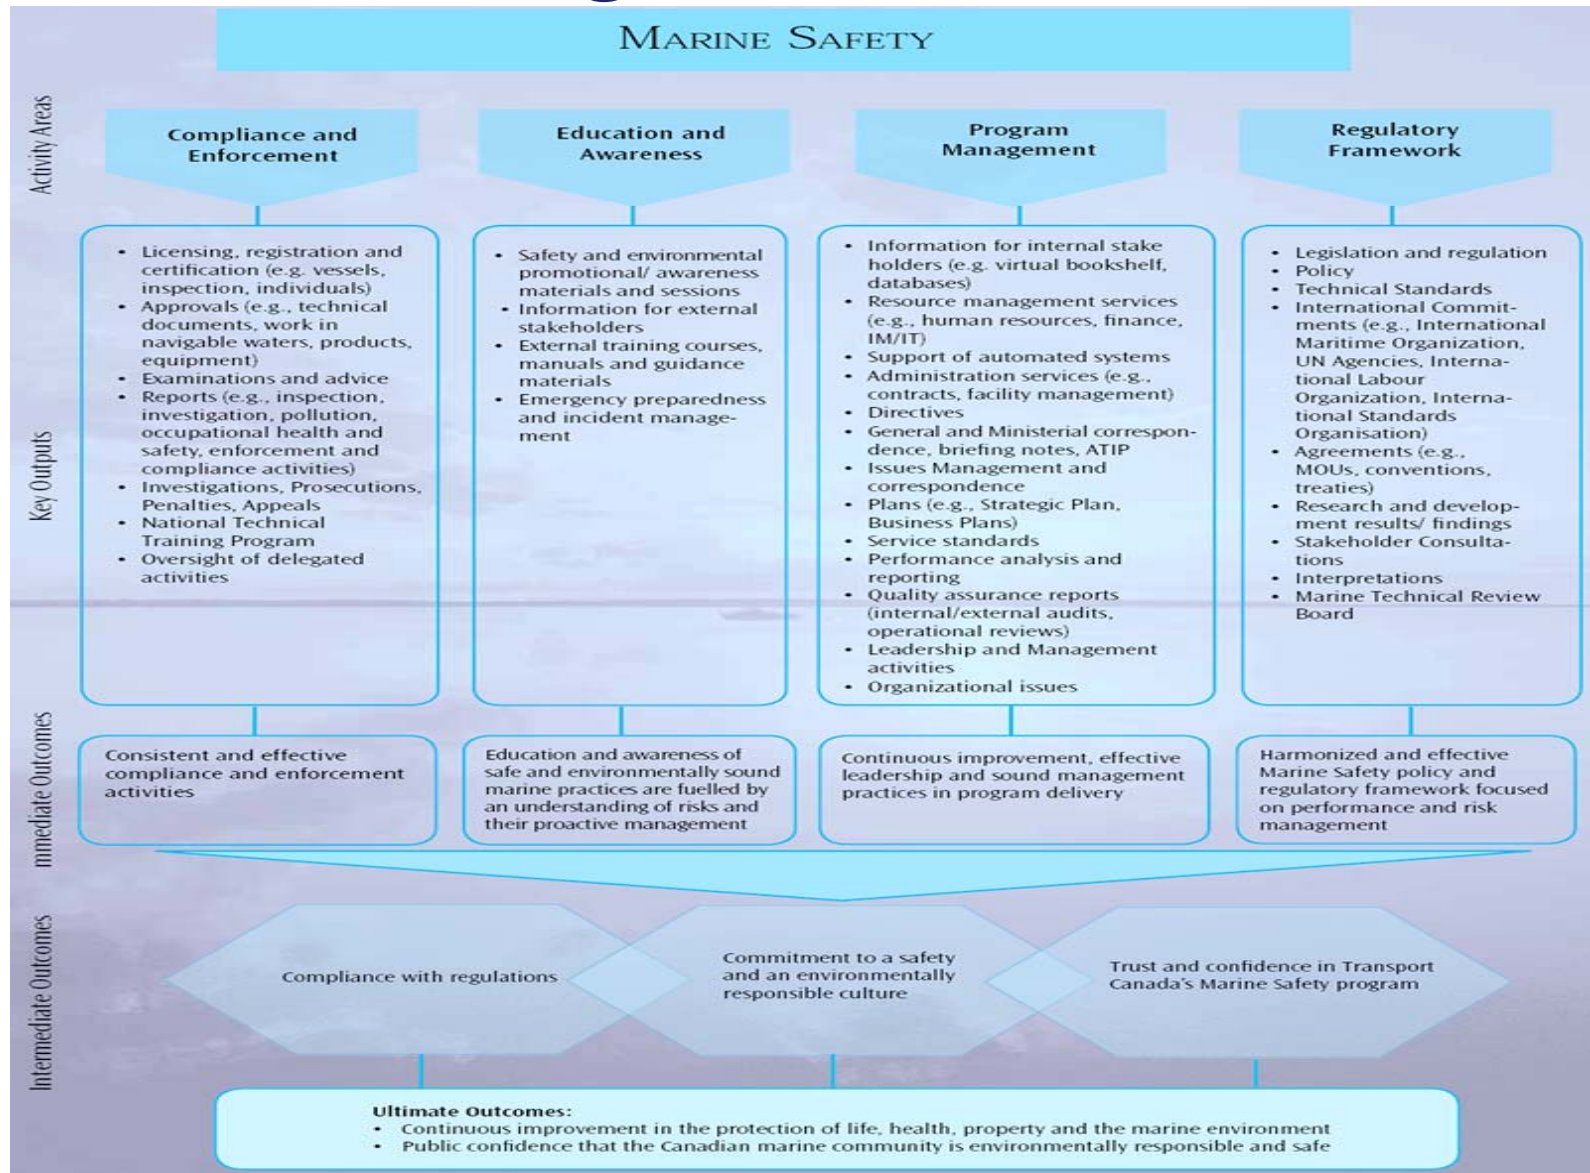 MARINE SAFETY
Activity Areas
Compliance and
Enforcement
Education and
Awareness
Program
Management
Regulatory
Framework
Key Outputs
• Licensing, registration and
certification (e.g. vessels,
inspection, individuals)
• Approvals (e.g., technical
documents, work in
navigable waters, products,
equipment)
• Examinations and advice
• Reports (e.g., inspection,
investigation, pollution,
occupational health and
safety, enforcement and
compliance activities)
• Investigations, Prosecutions,
Penalties, Appeals
• National Technical
Training Program
• Oversight of delegated
activities
• Safety and environmental
promotional/ awareness
materials and sessions
• Information for external
stakeholders
• External training courses,
manuals and guidance
materials
• Emergency preparedness
and incident manage-
ment
• Information for internal stake
holders (e.g. virtual bookshelf,
databases)
• Resource management services
(e.g., human resources, finance,
IM/IT)
• Support of automated systems
• Administration services (e.g.,
contracts, facility management)
• Directives
• General and Ministerial correspon-
dence, briefing notes, ATIP
• Issues Management and
correspondence
• Plans (e.g., Strategic Plan,
Business Plans)
• Service standards
• Performance analysis and
reporting
• Quality assurance reports
(internal/external audits,
operational reviews)
• Leadership and Management
activities
• Organizational issues
• Legislation and regulation
• Policy
• Technical Standards
• International Commit-
ments (e.g., International
Maritime Organization,
UN Agencies, Interna-
tional Labour
Organization, Interna-
tional Standards
Organisation)
• Agreements (e.g.,
MOUs, conventions,
treaties)
• Research and develop-
ment results/ findings
• Stakeholder Consulta-
tions
• Interpretations
• Marine Technical Review
Board
mmediate Outcomes
Consistent and effective
compliance and enforcement
activities
Education and awareness of
safe and environmentally sound
marine practices are fuelled by
an understanding of risks and
their proactive management
Continuous improvement, effective
leadership and sound management
practices in program delivery
Harmonized and effective
Marine Safety policy and
regulatory framework focused
on performance and risk
management
Intermediate Outcomes
Compliance with regulations
Commitment to a safety
and an environmentally
responsible culture
Trust and confidence in Transport
Canada's Marine Safety program
Ultimate Outcomes:
• Continuous improvement in the protection of life, health, property and the marine environment
• Public confidence that the Canadian marine community is environmentally responsible and safe